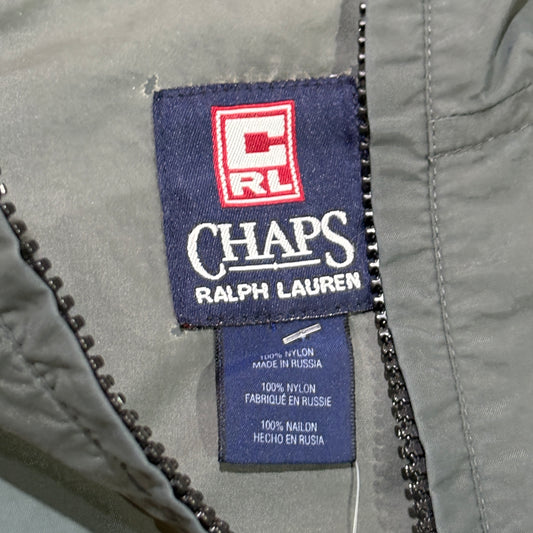 C
RL
CHAPS
RALPH LAUREN
100% NYLON
MADE IN RUSSIA
100% NYLON
FABRIQUÉ EN RUSSIE
100% NAILON
HECHO EN RUSIA